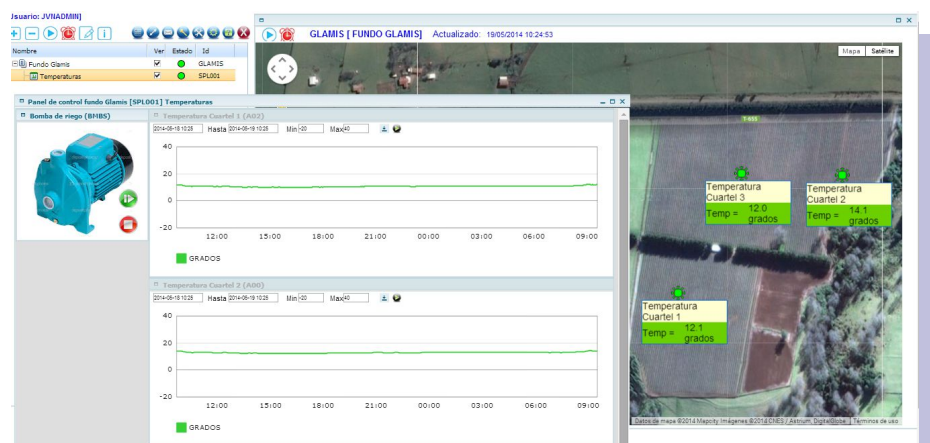 Usuario: JVNADMIN]
Nombre Ver Estado Id
Fundo Glamis GLAMIS
Temperaturas SPL001
GLAMIS [ FUNDO GLAMIS] Actualizado: 19/05/2014 10:24:53
Mapa Satélite
Panel de control fundo Glamis [SPL001] Temperaturas
Bomba de riego (BMBS)
Temperatura Cuartel 1 (A02)
2014-05-18 10:25 Hasta 2014-05-19 10:25 Min -20 Max 40
40
20
0
-20
12:00 15:00 18:00 21:00 00:00 03:00 06:00 09:00
GRADOS
Temperatura Cuartel 2 (A00)
2014-05-18 10:25 Hasta 2014-05-19 10:25 Min -20 Max 40
40
20
0
-20
12:00 15:00 18:00 21:00 00:00 03:00 06:00 09:00
GRADOS
Temperatura
Cuartel 3
Temp = 12.0
grados
Temperatura
Cuartel 2
Temp = 14.1
grados
Temperatura
Cuartel 1
Temp = 12.1
grados
Datos de mapa ©2014 Mapcity Imágenes ©2014 CNES / Astrium, DigitalGlobe Términos de uso